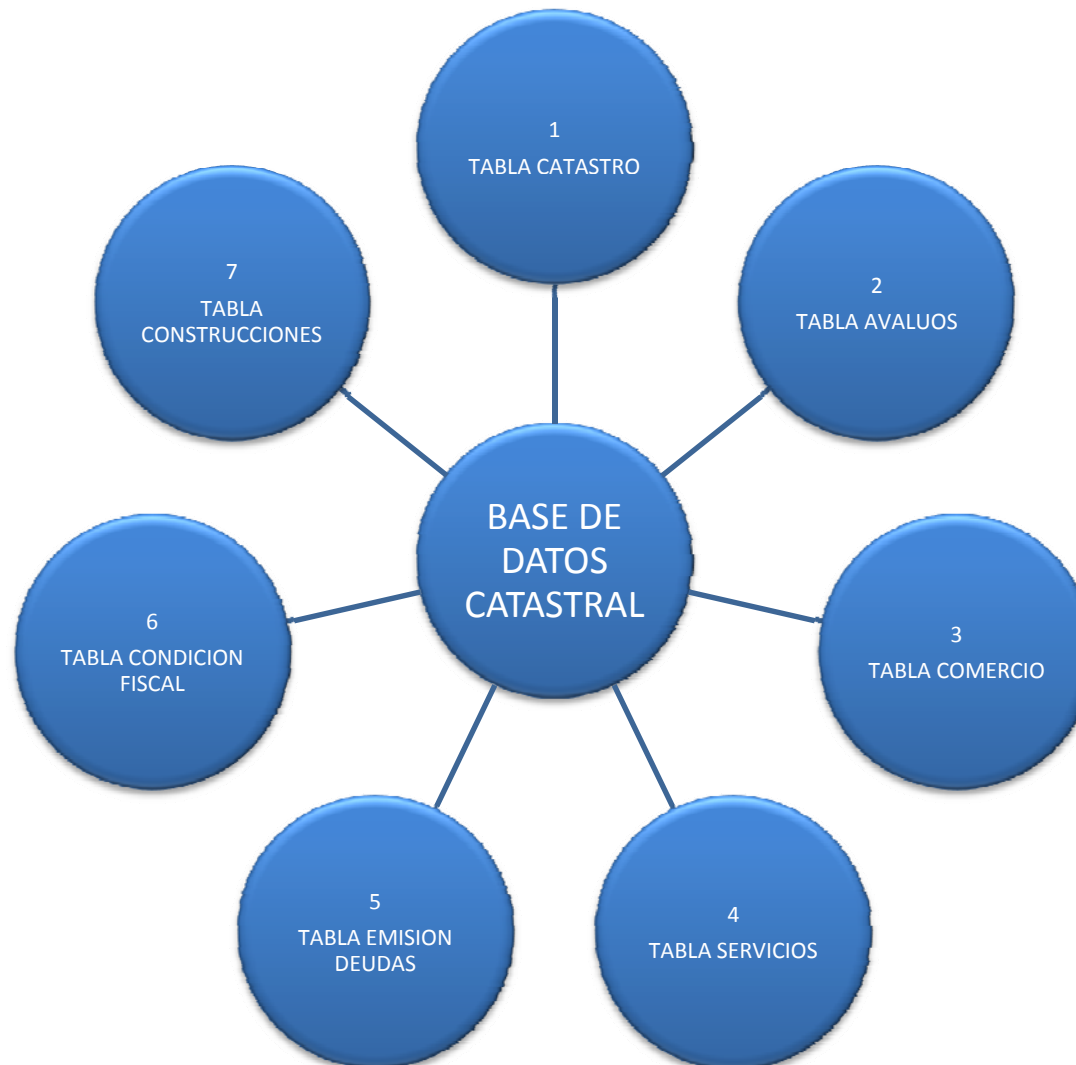 1
TABLA CATASTRO
2
TABLA AVALUOS
3
TABLA COMERCIO
4
TABLA SERVICIOS
5
TABLA EMISION
DEUDAS
6
TABLA CONDICION
FISCAL
7
TABLA
CONSTRUCCIONES
BASE DE
DATOS
CATASTRAL